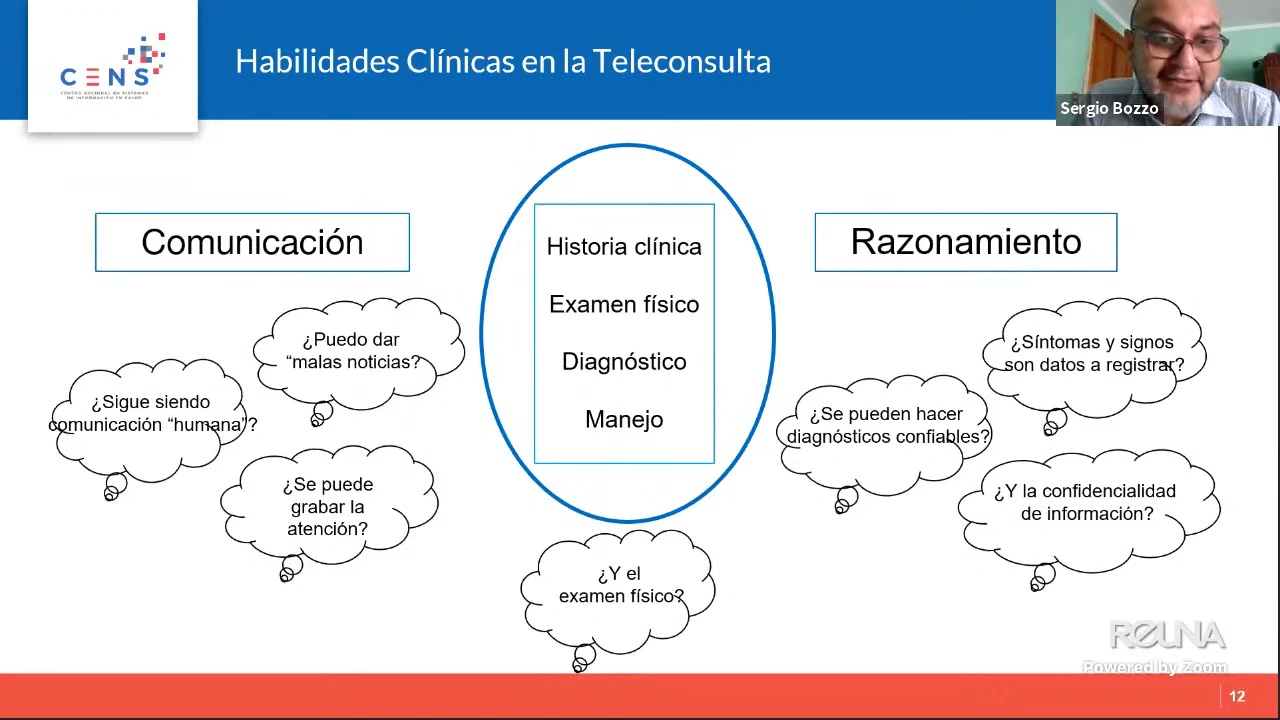 CENS
CENTRO NACIONAL EN SISTEMAS
DE INFORMACIÓN EN SALUD
Habilidades Clínicas en la Teleconsulta
Sergio Bozzo
Comunicación
¿Puedo dar
“malas noticias?
¿Sigue siendo
comunicación “humana”?
¿Se puede
grabar la
atención?
Historia clínica
Examen físico
Diagnóstico
Manejo
¿Y el
examen físico?
Razonamiento
¿Síntomas y signos
son datos a registrar?
¿Se pueden hacer
diagnósticos confiables?
¿Y la confidencialidad
de información?
REUNA
Powered by Zoom
12